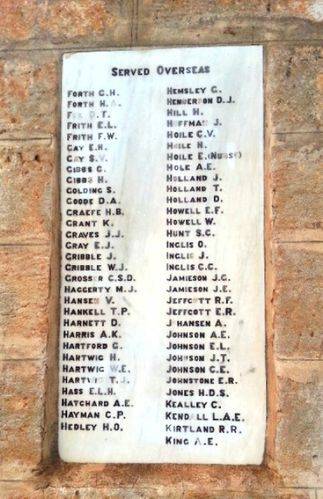 SERVED OVERSEAS
FORTH G.H.
FORTH H.A.
FOX D.T.
FRITH E.L.
FRITH F.W.
GAY E.H.
GAY S.V.
GIBBS G.
GIBBS H.
GOLDING S.
GOODE D.A.
GRAEFE H.B.
GRANT K.
GRAVES J.J.
GRAY E.J.
GRIBBLE J.
GRIBBLE W.J.
GROSSER C.S.D.
HAGGERTY M.J.
HANSEN V.
HANKELL T.P.
HARNETT D.
HARRIS A.K.
HARTFORD G.
HARTWIG H.
HARTWIG W.E.
HARTWIG T.J.
HASS E.L.H.
HATCHARD A.E.
HAYMAN C.P.
HEDLEY H.O.
HEMSLEY G.
HENDERSON D.J.
HILL H.
HOFFMAN J.
HOILE C.V.
HOILE H.
HOILE E.(NURSE)
HOLE A.E.
HOLLAND J.
HOLLAND T.
HOLLAND D.
HOWELL E.F.
HOWELL W.
HUNT S.C.
INGLIS O.
INGLIS J.
INGLIS C.C.
JAMIESON J.G.
JAMIESON J.E.
JEFFCOTT R.F.
JEFFCOTT E.R.
JOHANSEN A.
JOHNSON A.E.
JOHNSON E.L.
JOHNSON J.T.
JOHNSON C.E.
JOHNSTONE E.R.
JONES H.D.S.
KEALLEY C.
KENDALL L.A.E.
KIRTLAND R.R.
KING A.E.